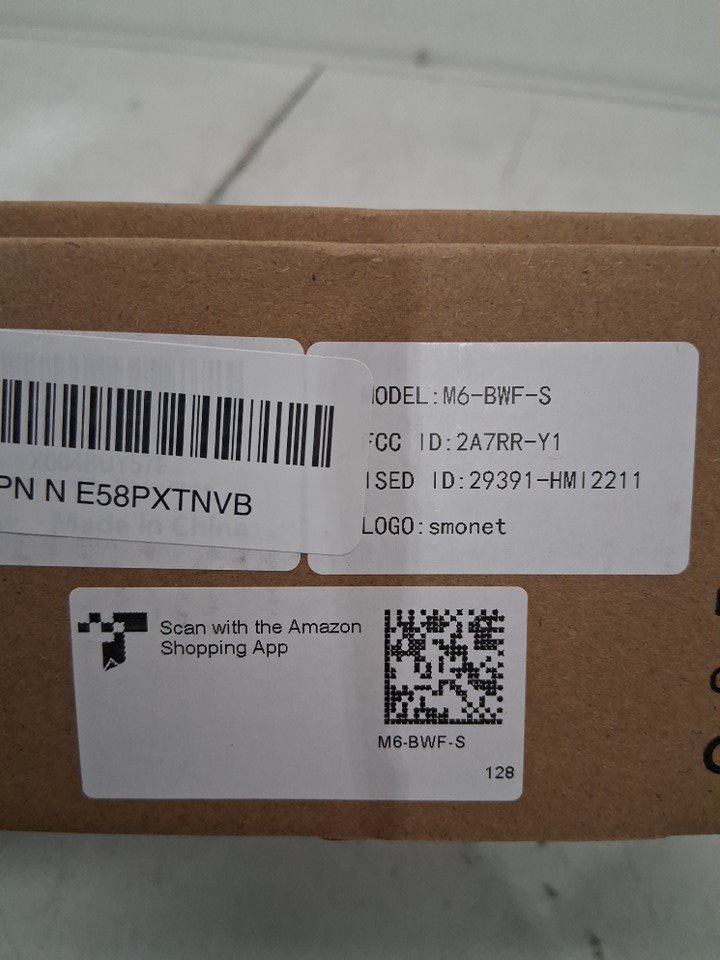 PN N E58PXTNVB
Made in China
MODEL:M6-BWF-S
FCC ID:2A7RR-Y1
ISED ID:29391-HMI2211
LOGO:smonet
Scan with the Amazon
Shopping App
M6-BWF-S
128